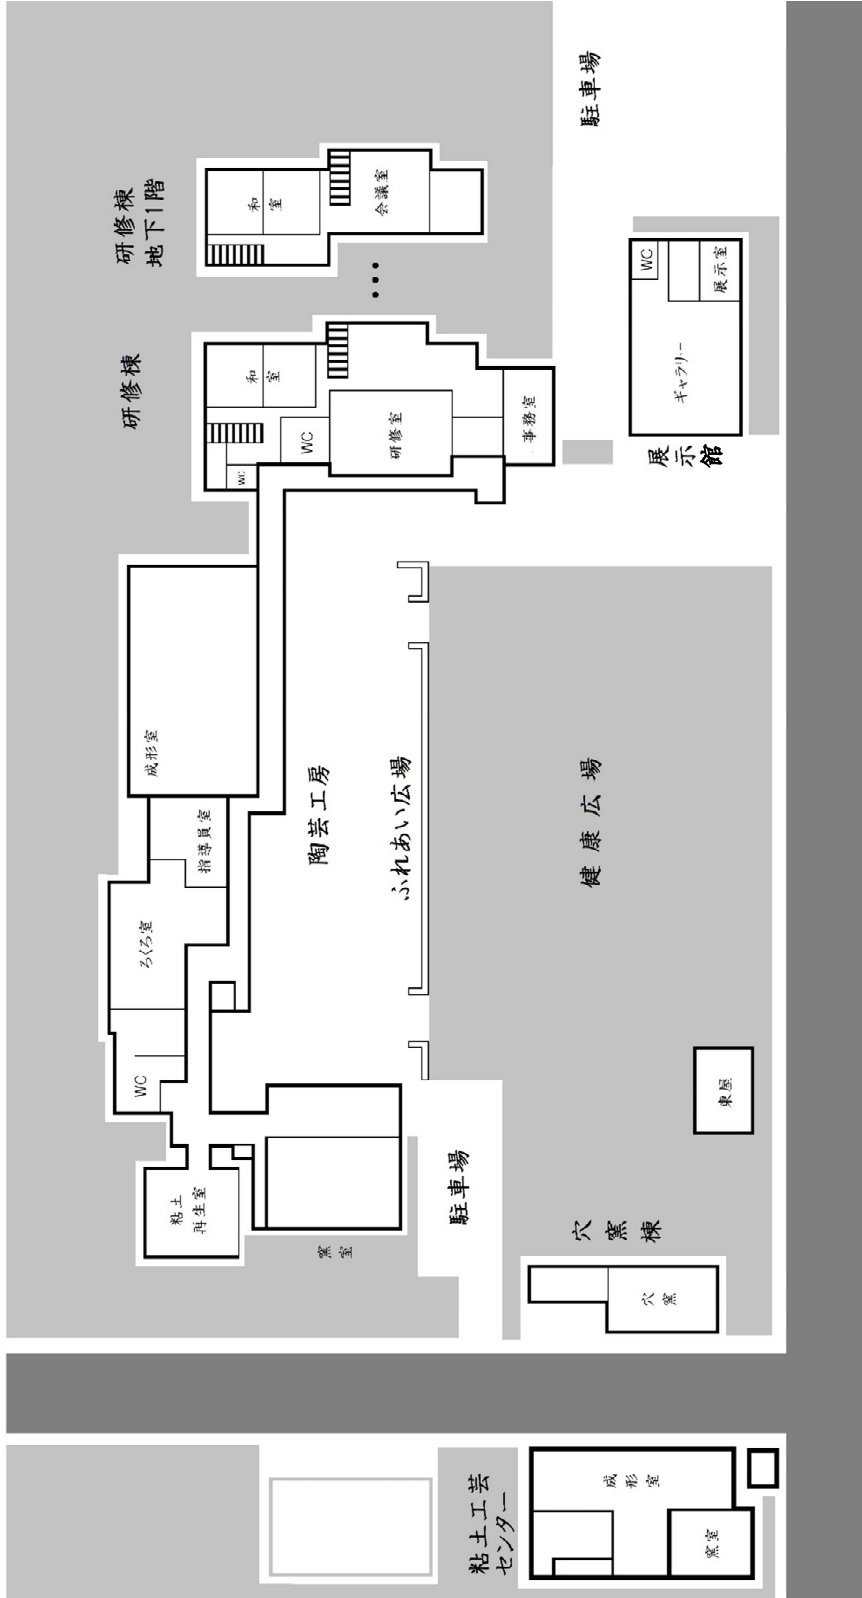 駐車場
研修棟
地下1階
和
室
会議室
WC
展示室
ギャラリー
展示館
研修棟
和
室
WC
WC
研修室
事務室
成形室
指導員室
ろくろ室
WC
陶芸工房
ふれあい広場
健康広場
東屋
粘土
再生室
窯室
駐車場
穴窯棟
穴窯
粘土工芸
センター
成形室
窯室